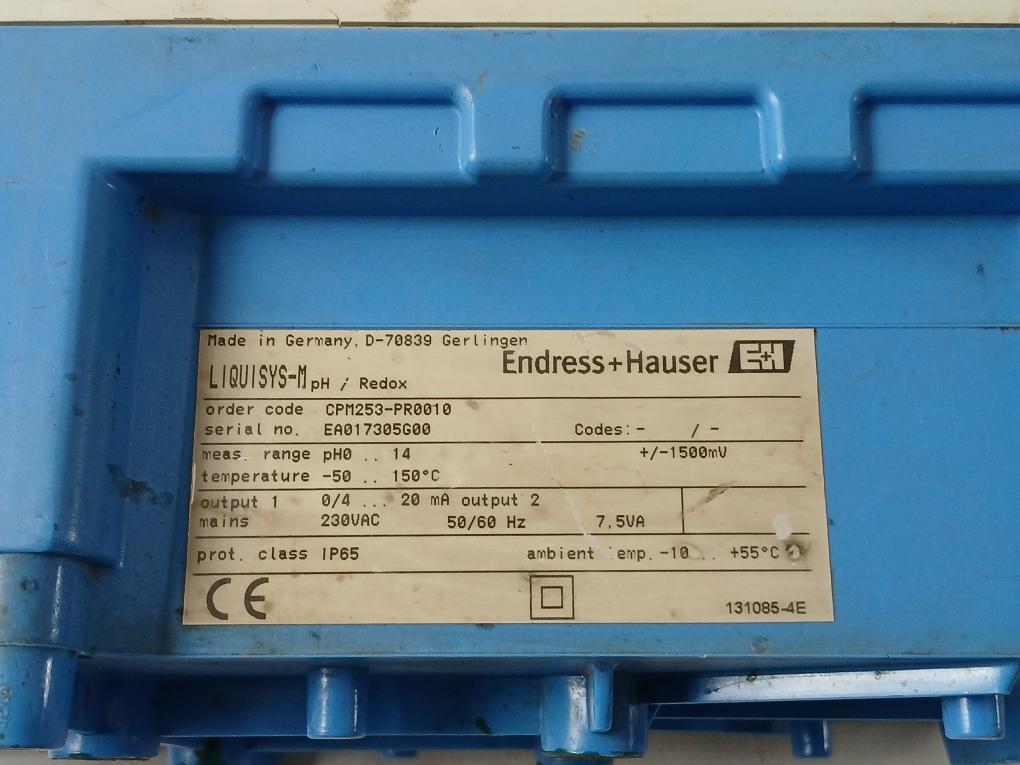 Made in Germany, D-70839 Gerlingen
Endress+Hauser E+H
LIQUISYS-M pH / Redox
order code CPM253-PR0010
serial no. EA017305G00 Codes: - / -
meas. range pH0 .. 14 +/-1500mV
temperature -50 .. 150°C
output 1 0/4 ... 20 mA output 2
mains 230VAC 50/60 Hz 7,5VA
prot. class IP65 ambient temp. -10 .. +55°C
CE 131085-4E